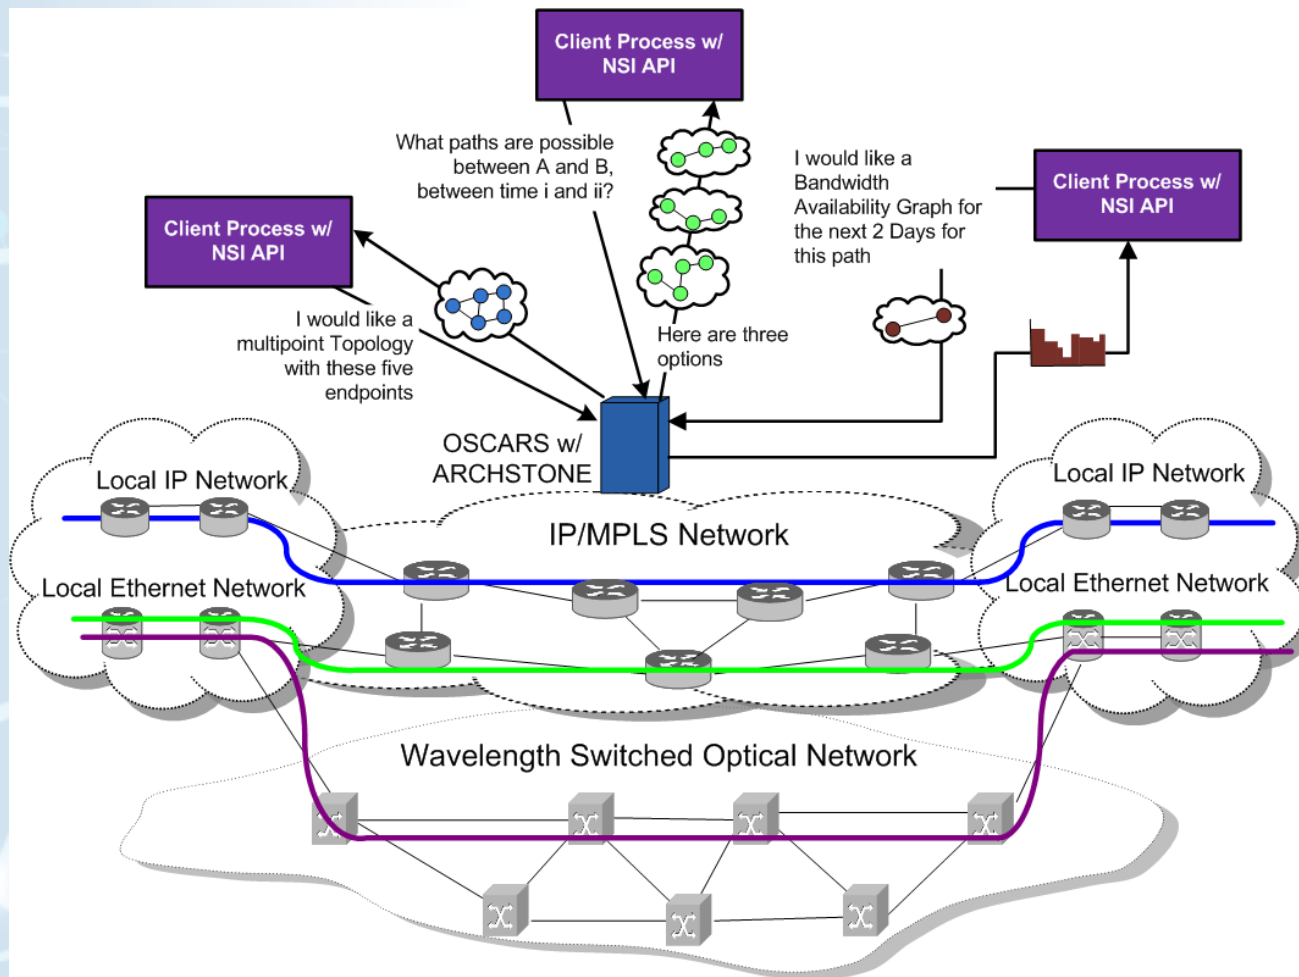 Client Process w/
NSI API
What paths are possible
between A and B,
between time i and ii?
I would like a
Bandwidth
Availability Graph for
the next 2 Days for
this path
Client Process w/
NSI API
Client Process w/
NSI API
I would like a
multipoint Topology
with these five
endpoints
Here are three
options
OSCARS w/
ARCHSTONE
Local IP Network
Local IP Network
IP/MPLS Network
Local Ethernet Network
Local Ethernet Network
Wavelength Switched Optical Network